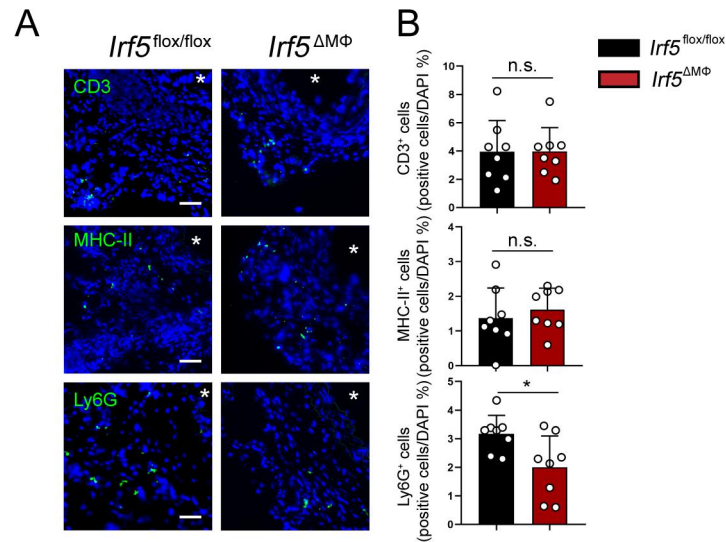 A
Irf5flox/flox
Irf5ΔMΦ
CD3
*
*
MHC-II
*
*
Ly6G
*
*
B
Irf5flox/flox
Irf5ΔMΦ
CD3+ cells
(positive cells/DAPI %)
10
8
6
4
2
0
n.s.
MHC-II+ cells
(positive cells/DAPI %)
4
3
2
1
0
n.s.
Ly6G+ cells
(positive cells/DAPI %)
5
4
3
2
1
0
*